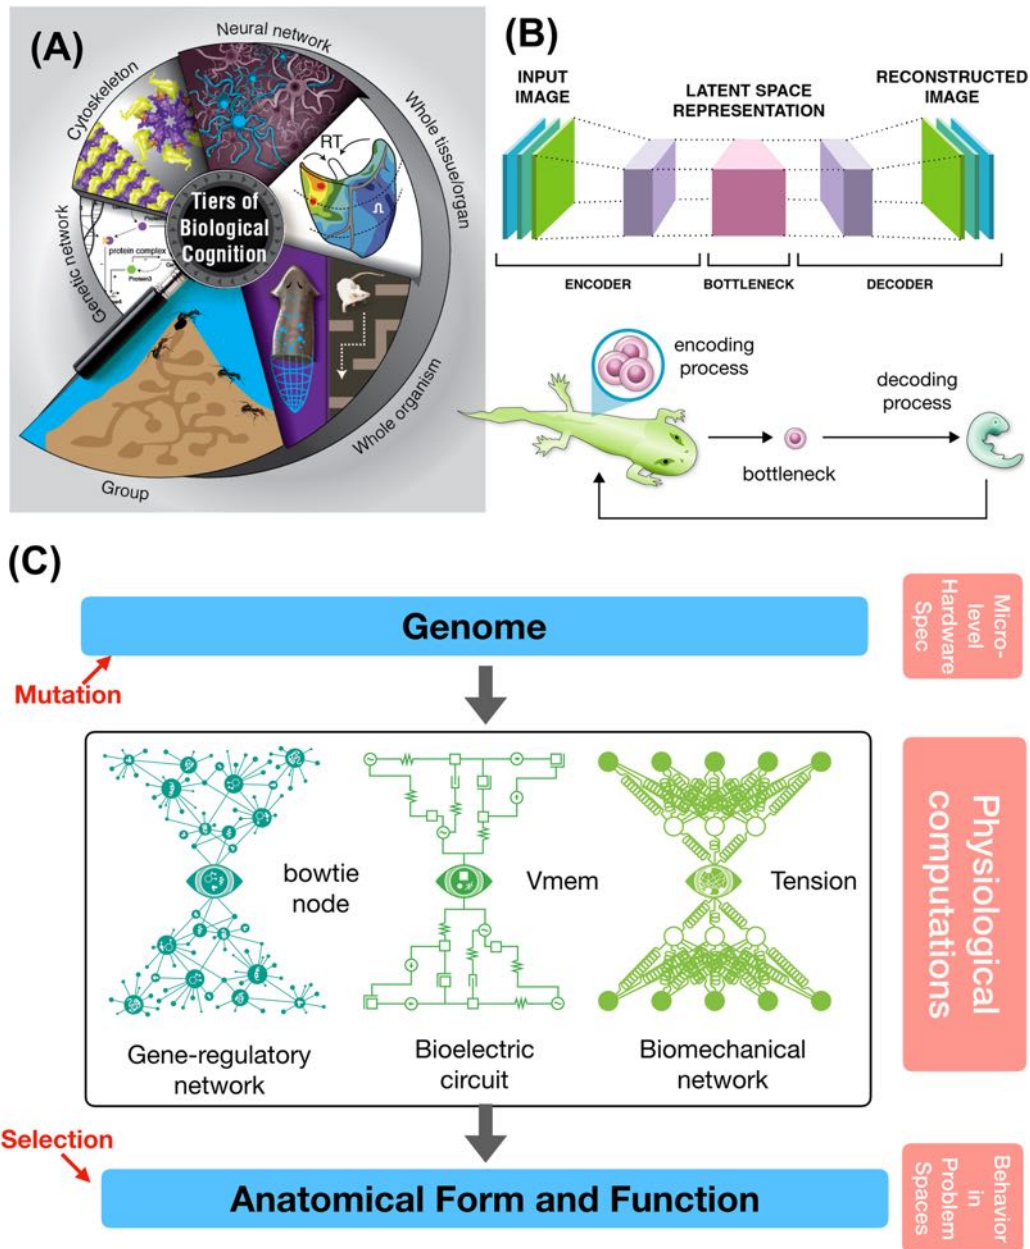 (A)
Neural network
Cytoskeleton
Whole tissue/organ
RT
Tiers of
Biological
Cognition
Genetic network
protein complex
Protein3
Whole organism
Group
(B)
INPUT
IMAGE
LATENT SPACE
REPRESENTATION
RECONSTRUCTED
IMAGE
ENCODER
BOTTLENECK
DECODER
encoding
process
decoding
process
bottleneck
(C)
Genome
Micro-
level
Hardware
Spec
Mutation
bowtie
node
Vmem
Tension
Physiological
computations
Gene-regulatory
network
Bioelectric
circuit
Biomechanical
network
Selection
Anatomical Form and Function
Behavior
in
Problem
Spaces